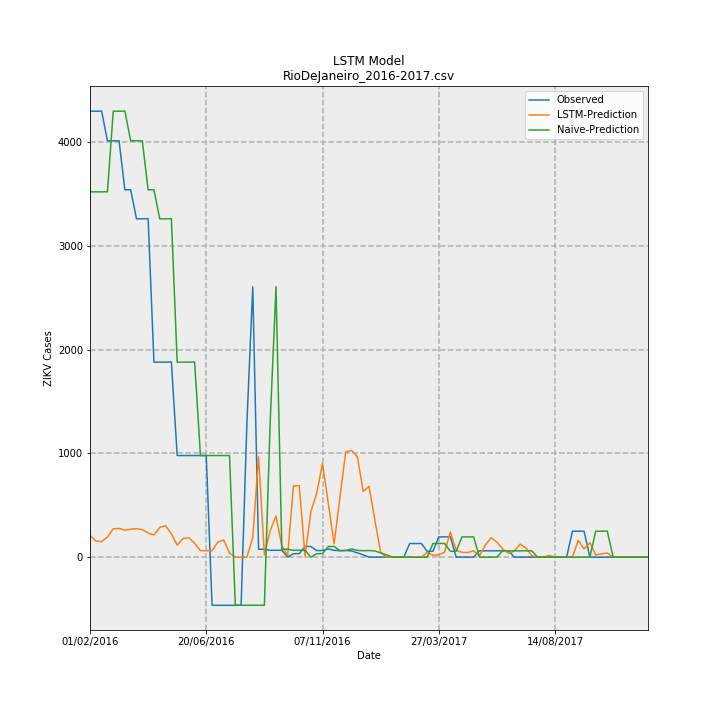 LSTM Model
RioDeJaneiro_2016-2017.csv
Observed
LSTM-Prediction
Naive-Prediction
4000
3000
2000
1000
0
ZIKV Cases
01/02/2016
20/06/2016
07/11/2016
27/03/2017
14/08/2017
Date